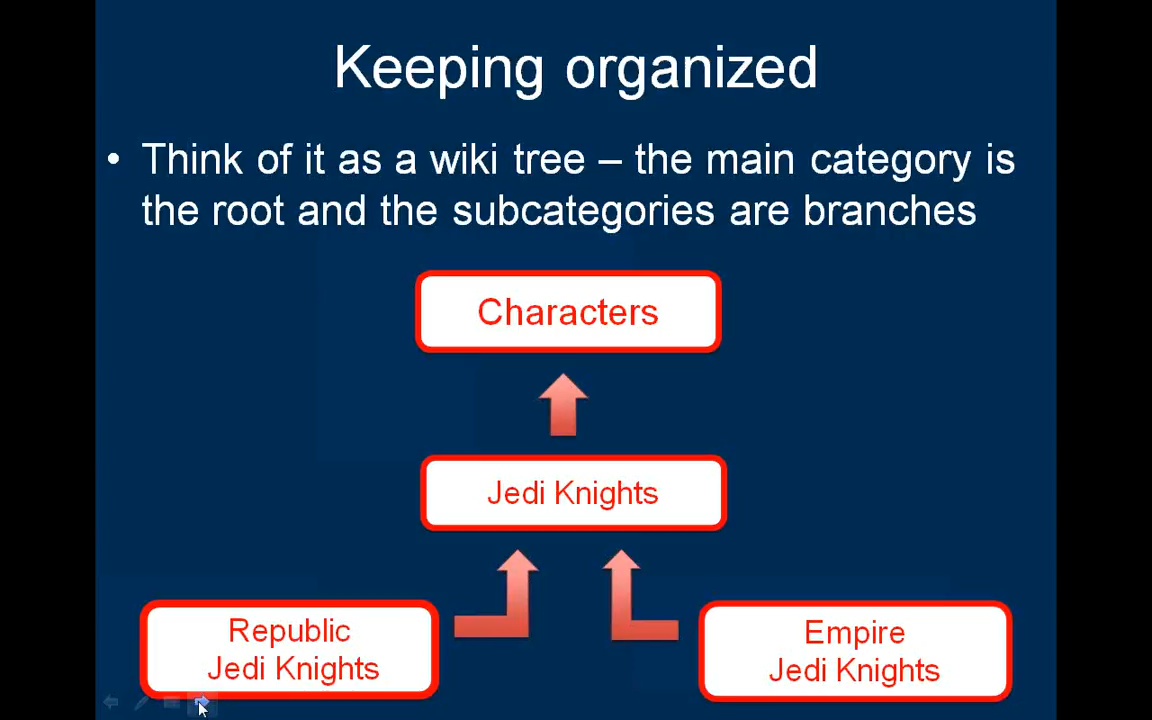 Keeping organized
• Think of it as a wiki tree – the main category is
the root and the subcategories are branches
Characters
Jedi Knights
Republic
Jedi Knights
Empire
Jedi Knights